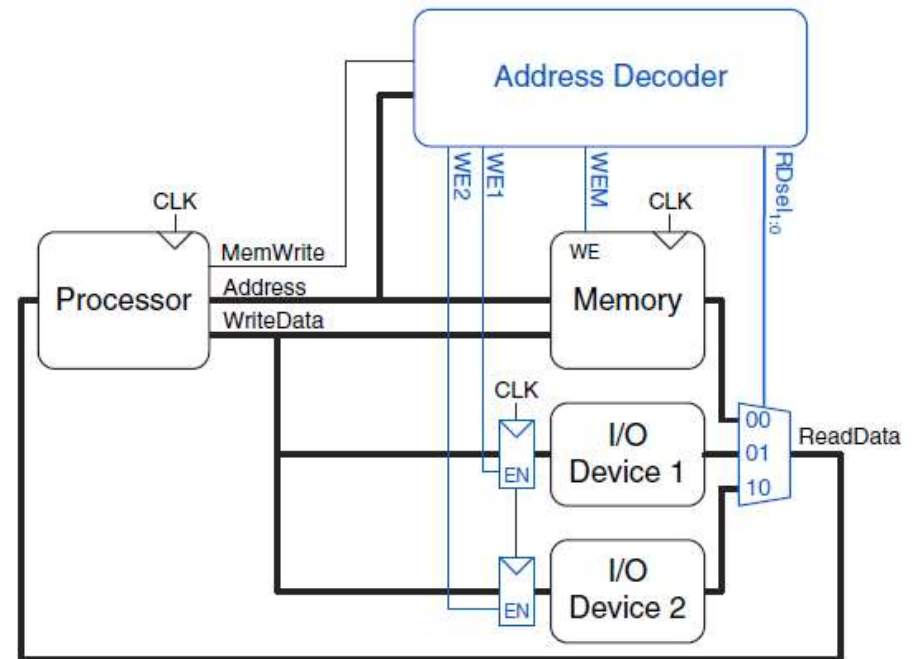 Address Decoder
WE2
WE1
WEM
RDsel1:0
CLK
CLK
MemWrite
WE
Processor
Address
Memory
WriteData
CLK
00
I/O
ReadData
01
Device 1
EN
10
I/O
Device 2
EN